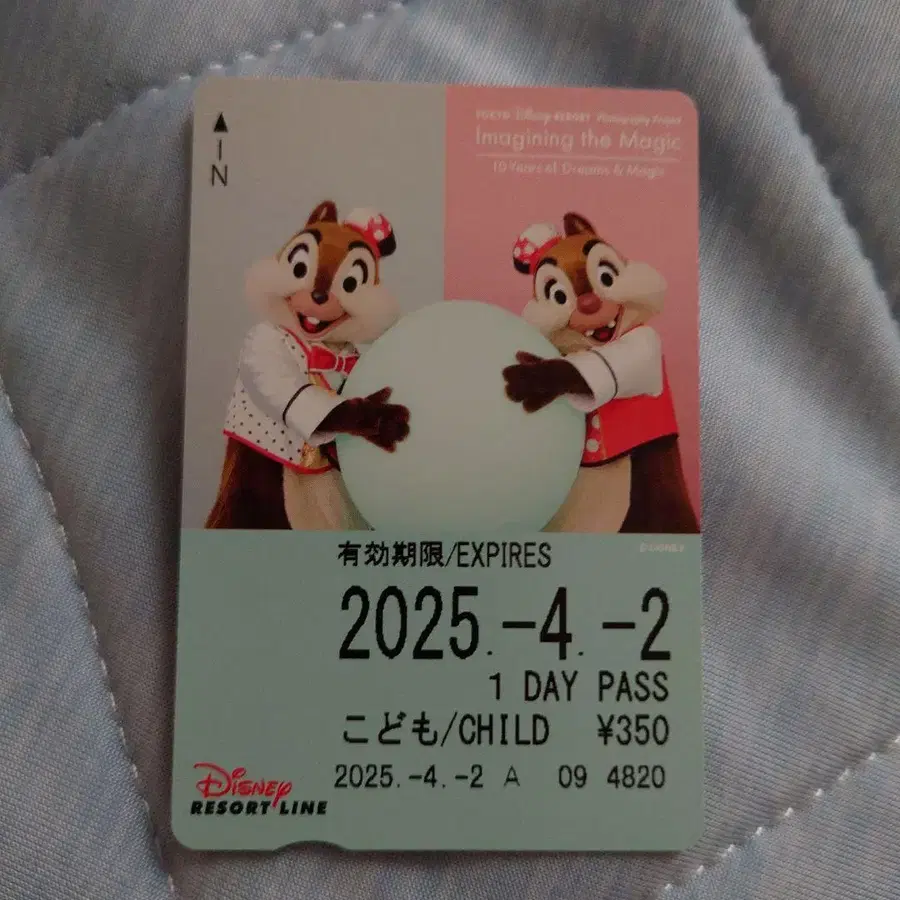 IN
TOKYO Disney RESORT Photography Project
Imagining the Magic
10 Years of Dreams & Magic
©DISNEY
有効期限/EXPIRES
2025.-4.-2
1 DAY PASS
こども/CHILD ¥350
2025.-4.-2 A 09 4820
Disney
RESORT LINE